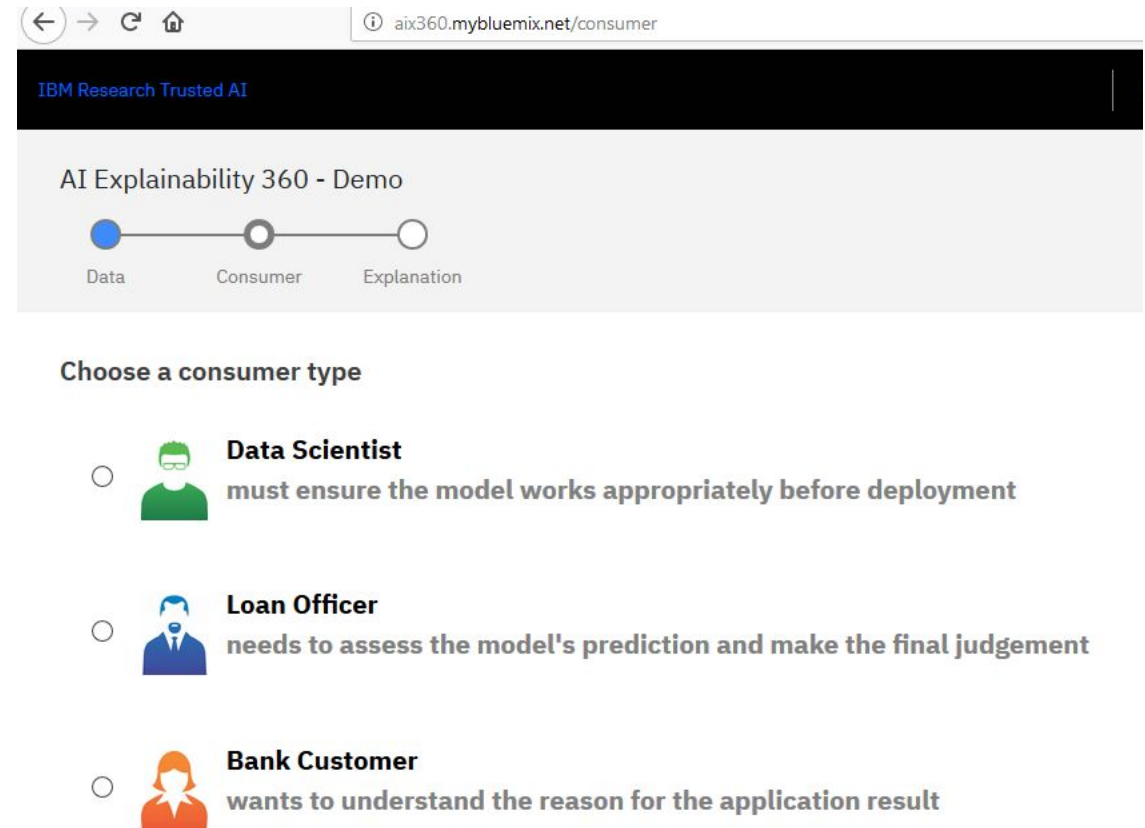 aix360.mybluemix.net/consumer
IBM Research Trusted AI
AI Explainability 360 - Demo
Data Consumer Explanation
Choose a consumer type
Data Scientist
must ensure the model works appropriately before deployment
Loan Officer
needs to assess the model's prediction and make the final judgement
Bank Customer
wants to understand the reason for the application result